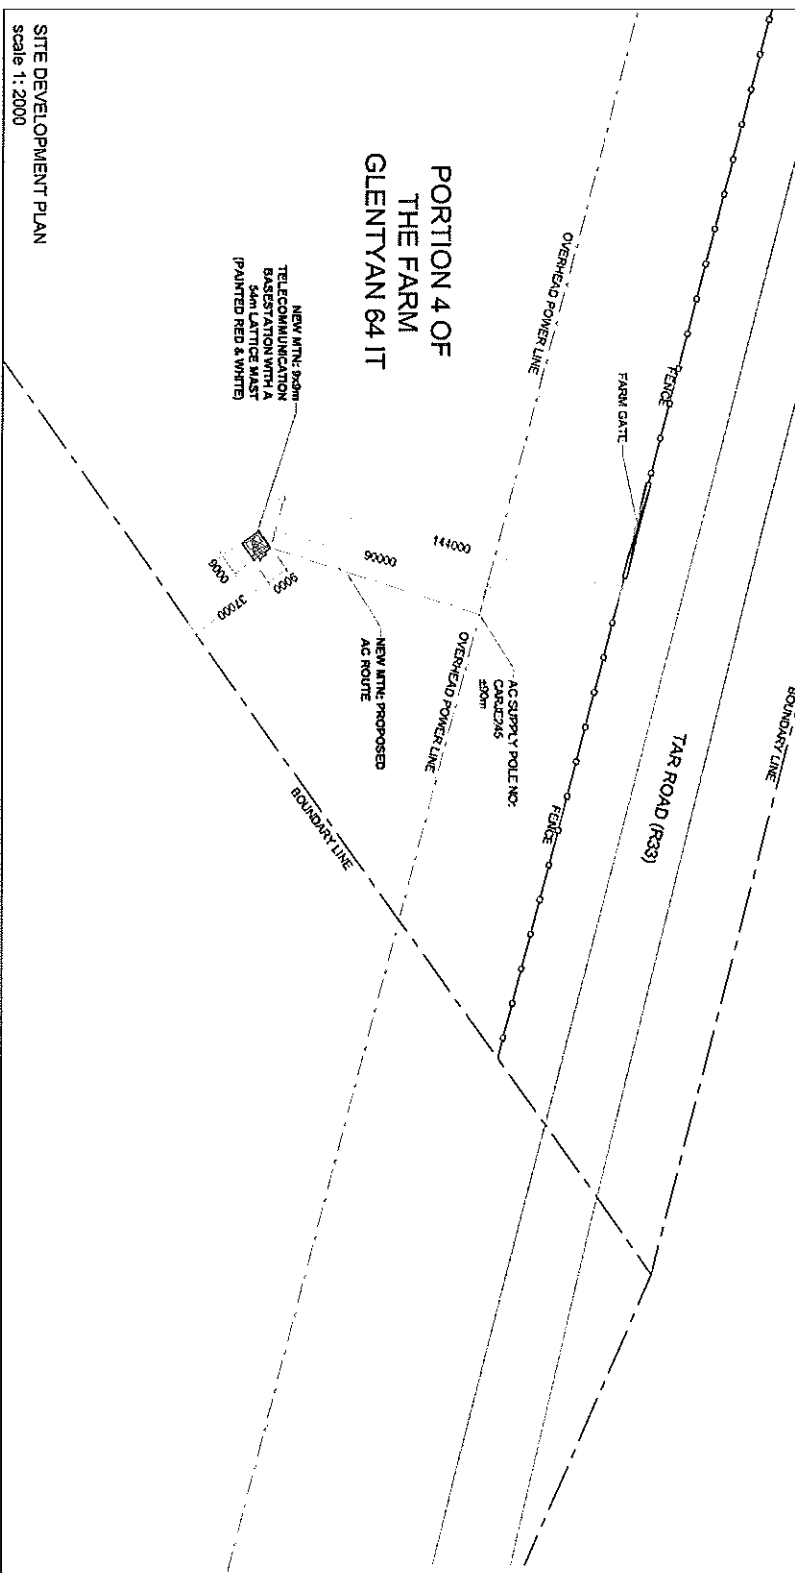 BOUNDARY LINE
TAR ROAD (R33)
FENCE
FARM GATE
FENCE
OVERHEAD POWER LINE
AC SUPPLY POLE NO:
±90m
OVERHEAD POWER LINE
PORTION 4 OF
THE FARM
GLENTYAN 64 IT
144000
90000
NEW MTN: PROPOSED
AC ROUTE
NEW MTN: 9x9m
TELECOMMUNICATION
BASESTATION WITH A
54m LATTICE MAST
(PAINTED RED & WHITE)
9000
9000
37000
BOUNDARY LINE
SITE DEVELOPMENT PLAN
scale 1: 2000